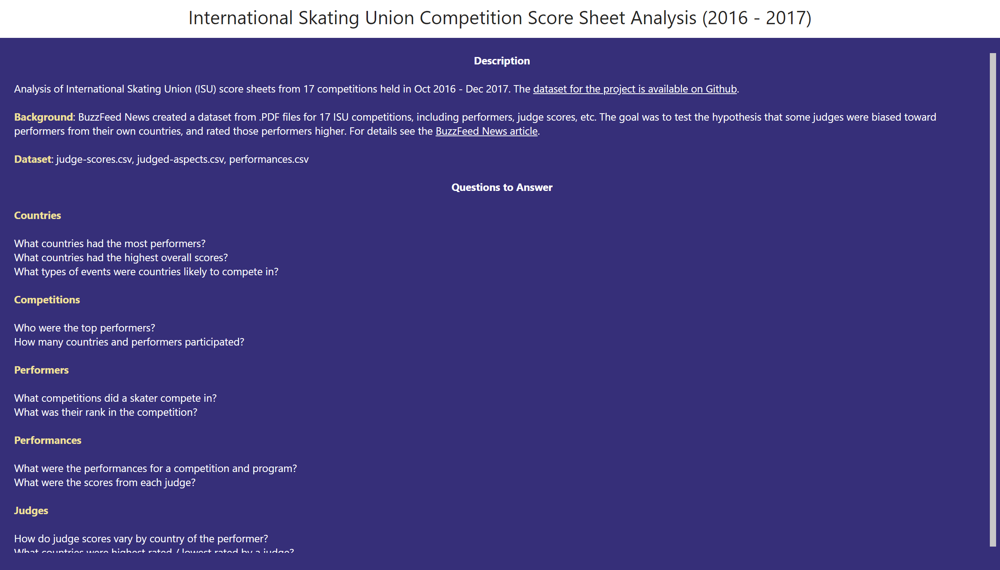 International Skating Union Competition Score Sheet Analysis (2016 - 2017)
Description
Analysis of International Skating Union (ISU) score sheets from 17 competitions held in Oct 2016 - Dec 2017. The dataset for the project is available on Github.
Background: BuzzFeed News created a dataset from .PDF files for 17 ISU competitions, including performers, judge scores, etc. The goal was to test the hypothesis that some judges were biased toward
performers from their own countries, and rated those performers higher. For details see the BuzzFeed News article.
Dataset: judge-scores.csv, judged-aspects.csv, performances.csv
Questions to Answer
Countries
What countries had the most performers?
What countries had the highest overall scores?
What types of events were countries likely to compete in?
Competitions
Who were the top performers?
How many countries and performers participated?
Performers
What competitions did a skater compete in?
What was their rank in the competition?
Performances
What were the performances for a competition and program?
What were the scores from each judge?
Judges
How do judge scores vary by country of the performer?
What countries were highest rated / lowest rated by a judge?